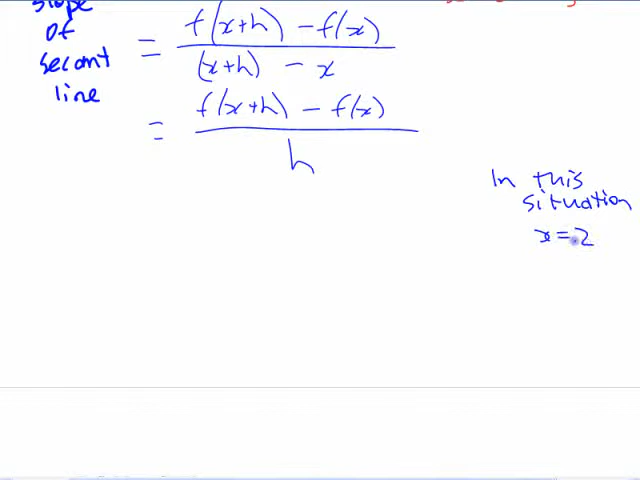 slope
of
secant
line
= f(x+h) - f(x)
(x+h) - x
= f(x+h) - f(x)
h
In this
situation
x=2